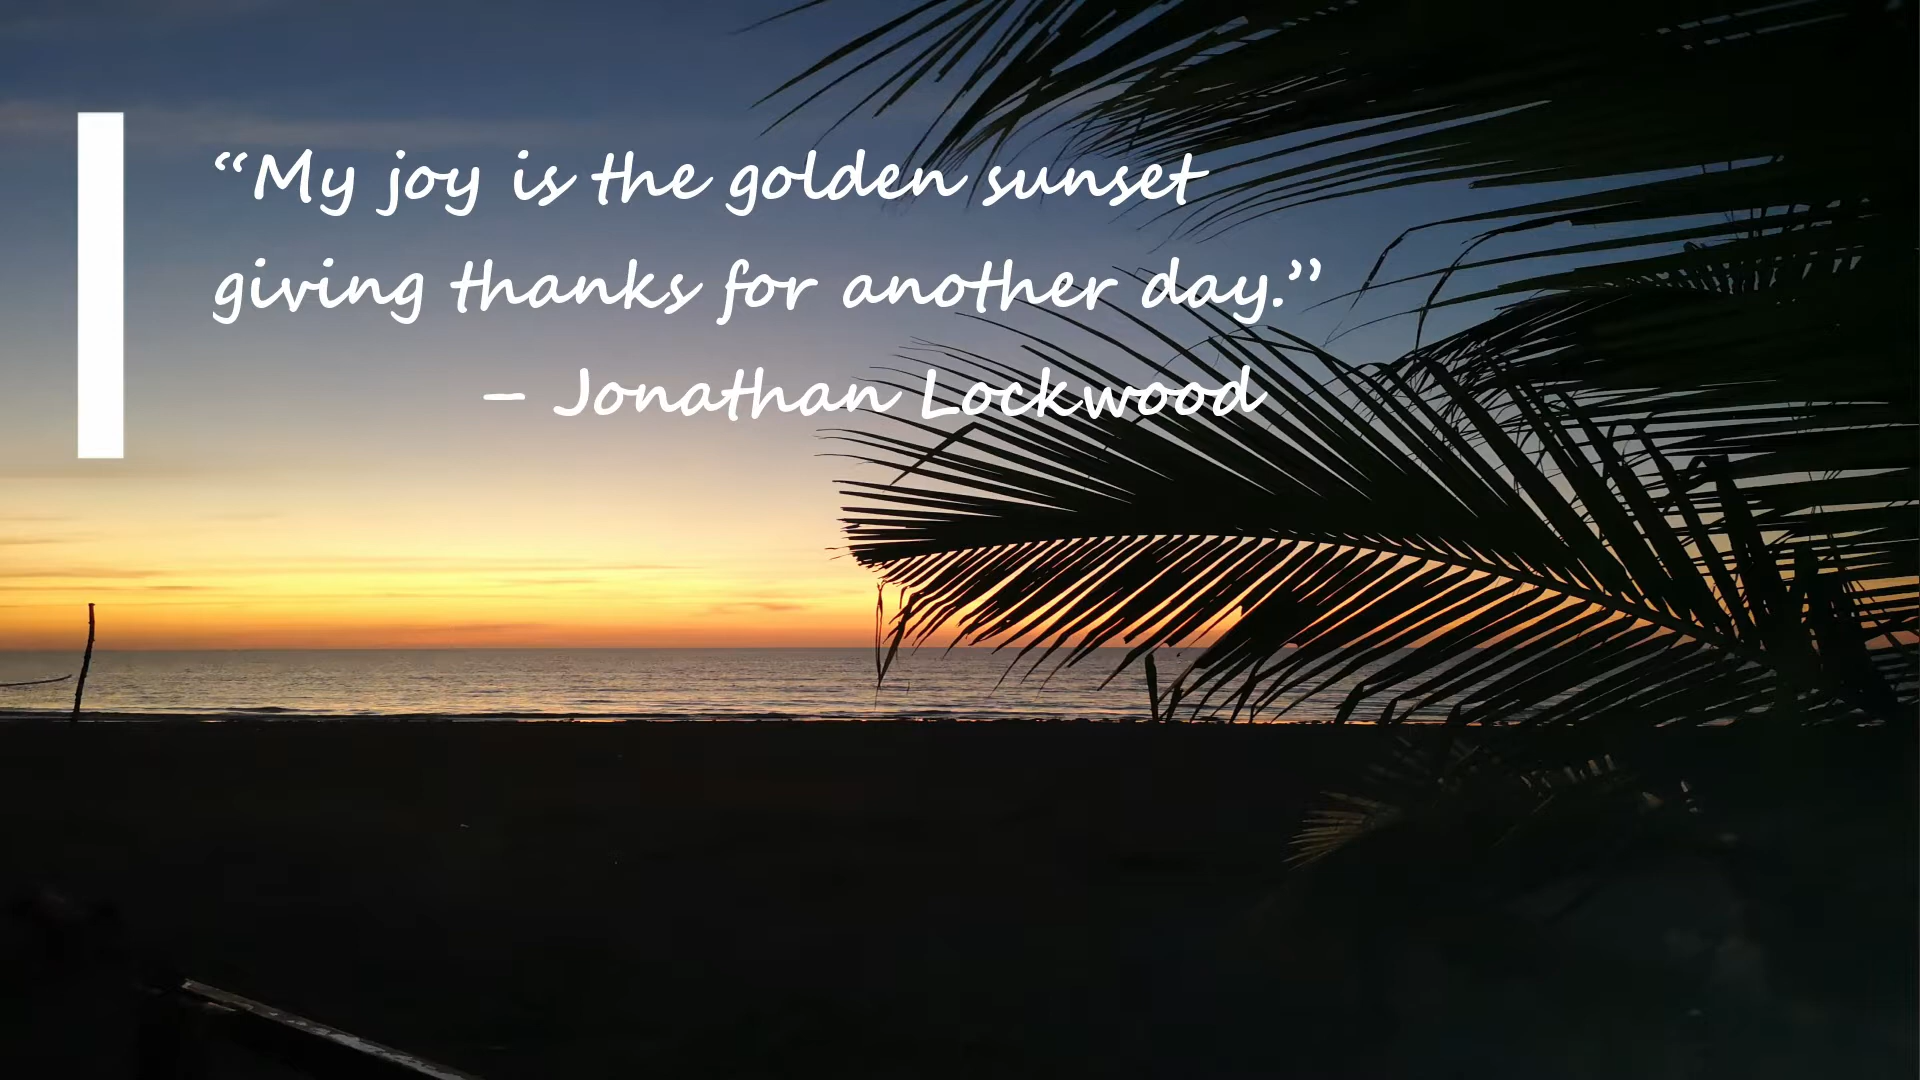 “My joy is the golden sunset
giving thanks for another day.”
– Jonathan Lockwood